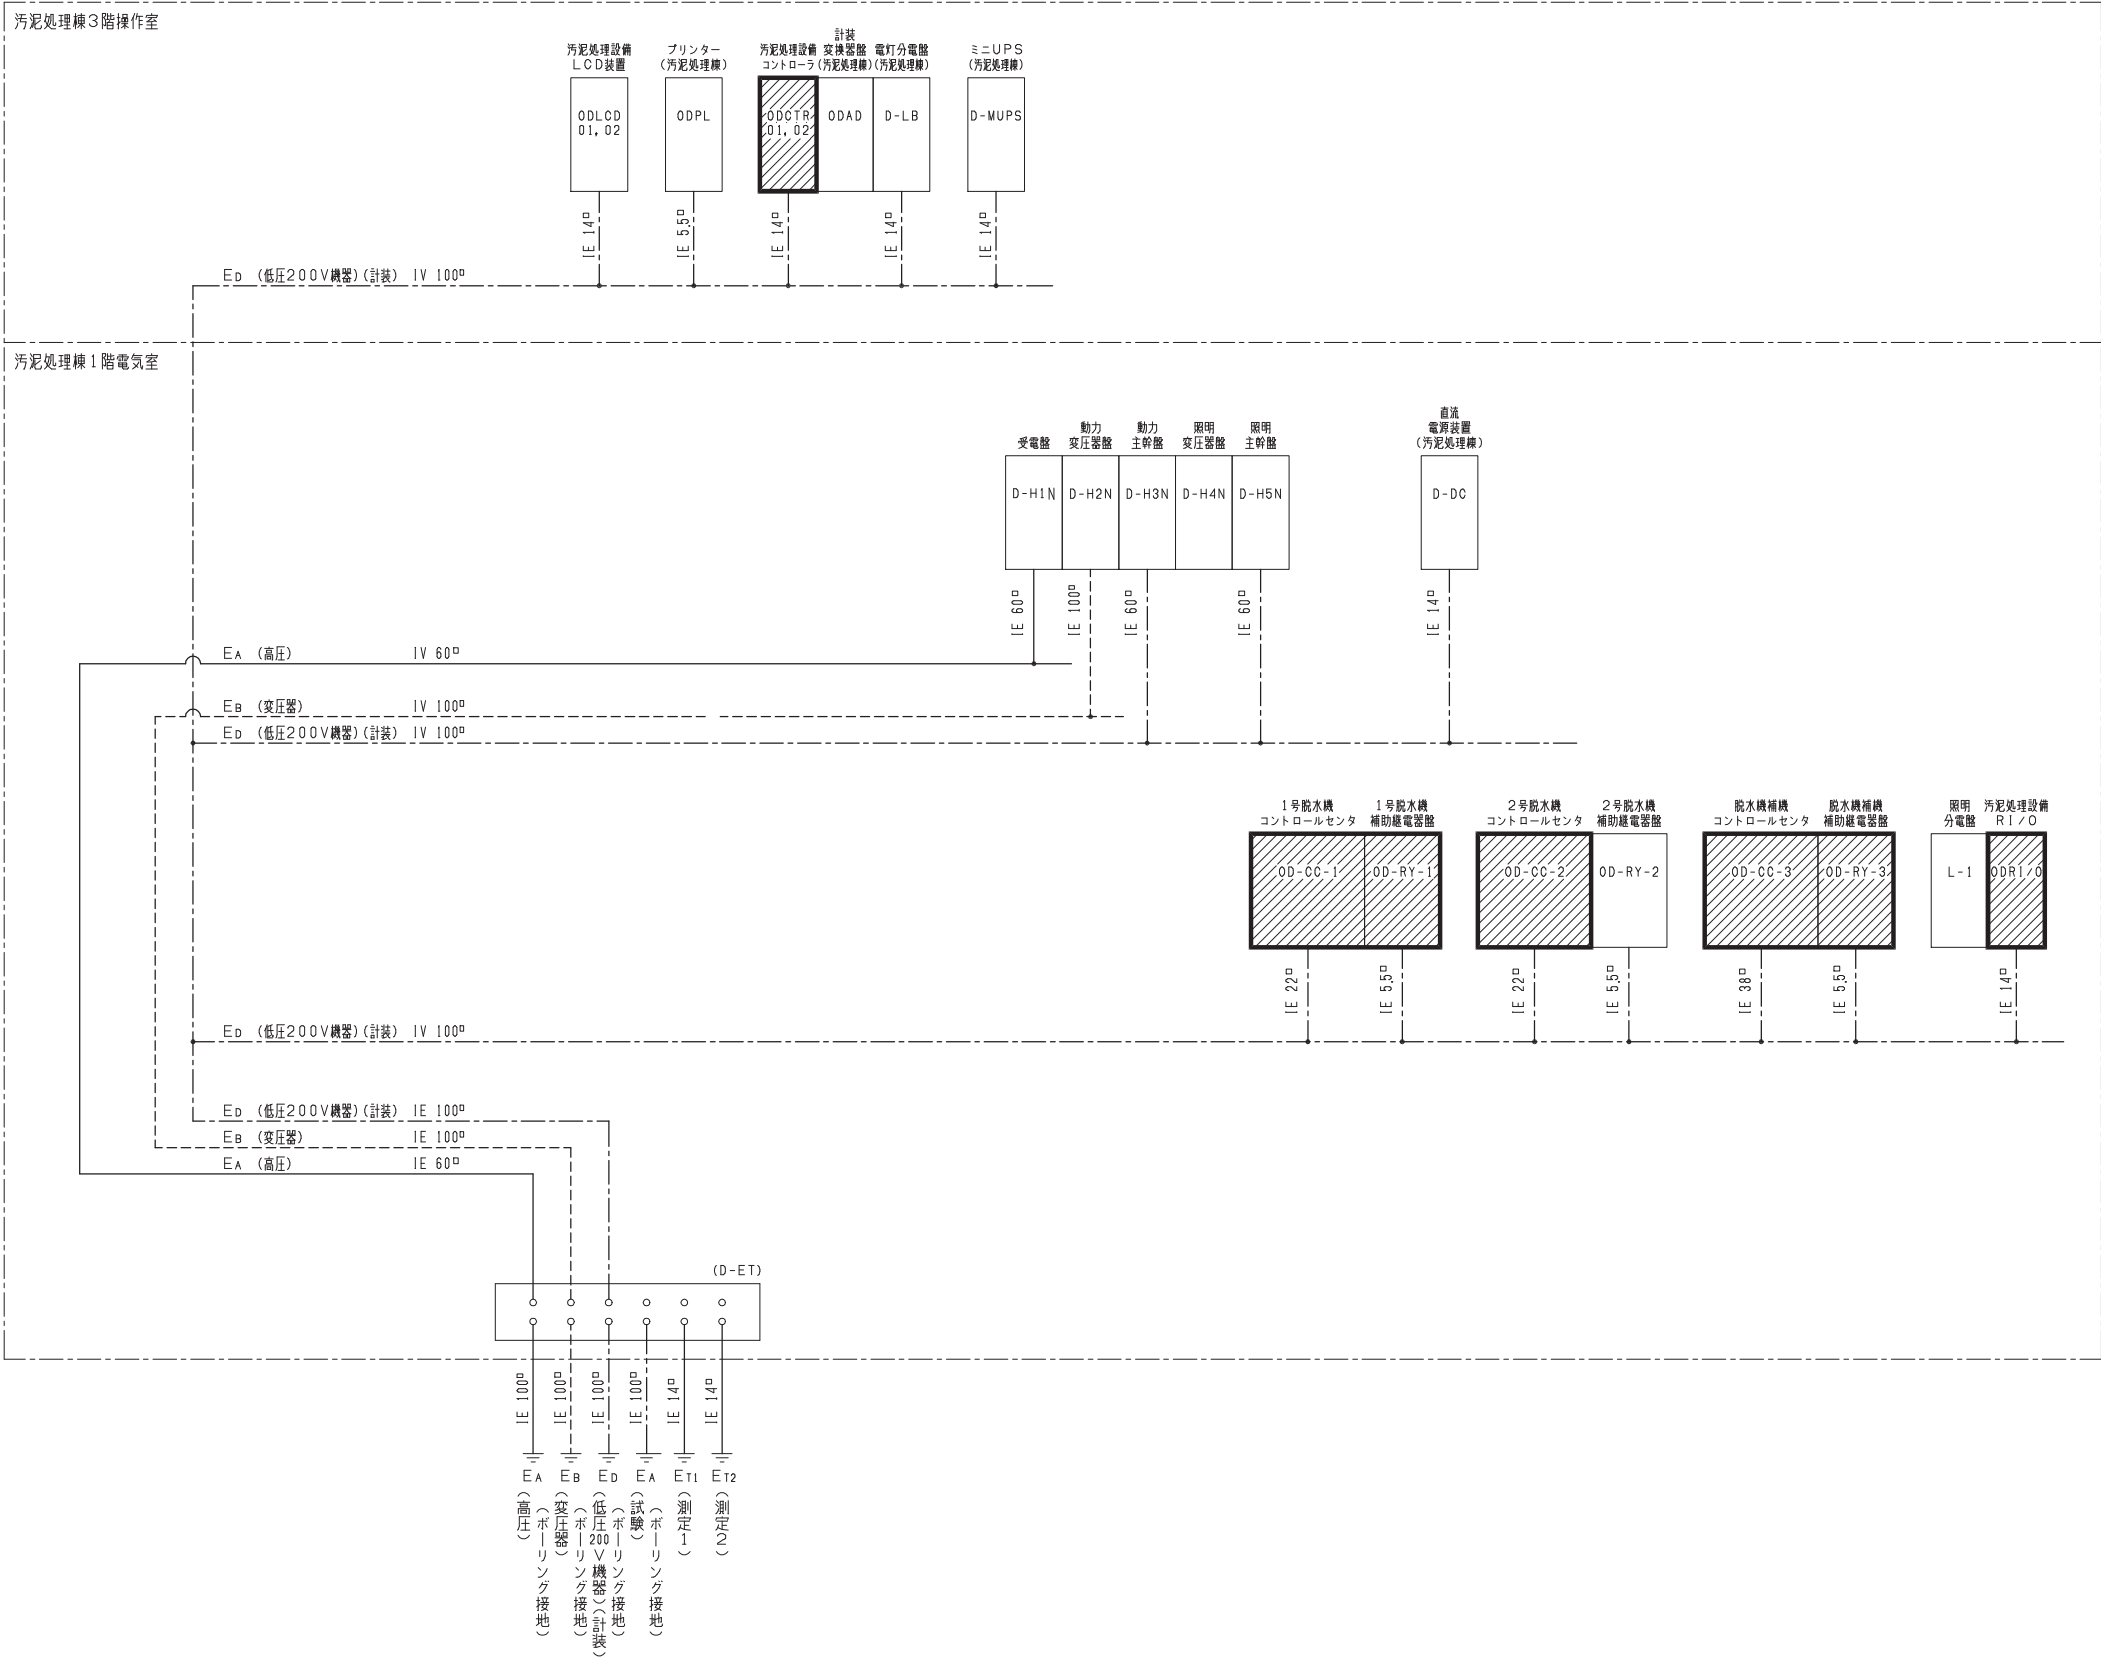 汚泥処理棟3階操作室
汚泥処理設備
LCD装置
プリンター
(汚泥処理棟)
汚泥処理設備
コントローラ
計装
変換器盤
(汚泥処理棟)
電灯分電盤
(汚泥処理棟)
ミニUPS
(汚泥処理棟)
ODLCD
01,02
ODPL
ODCTR
01,02
ODAD
D-LB
D-MUPS
IE 14□
IE 5.5□
IE 14□
IE 14□
IE 14□
ED (低圧200V機器)(計装) IV 100□
汚泥処理棟1階電気室
受電盤
動力
変圧器盤
動力
主幹盤
照明
変圧器盤
照明
主幹盤
直流
電源装置
(汚泥処理棟)
D-H1N
D-H2N
D-H3N
D-H4N
D-H5N
D-DC
IE 60□
IE 100□
IE 60□
IE 60□
IE 14□
EA (高圧) IV 60□
EB (変圧器) IV 100□
ED (低圧200V機器)(計装) IV 100□
1号脱水機
コントロールセンタ
1号脱水機
補助継電器盤
2号脱水機
コントロールセンタ
2号脱水機
補助継電器盤
脱水機補機
コントロールセンタ
脱水機補機
補助継電器盤
照明
分電盤
汚泥処理設備
RI/O
OD-CC-1
OD-RY-1
OD-CC-2
OD-RY-2
OD-CC-3
OD-RY-3
L-1
ODRI/O
IE 22□
IE 5.5□
IE 22□
IE 5.5□
IE 38□
IE 5.5□
IE 14□
ED (低圧200V機器)(計装) IV 100□
ED (低圧200V機器)(計装) IE 100□
EB (変圧器) IE 100□
EA (高圧) IE 60□
(D-ET)
IE 100□
IE 100□
IE 100□
IE 100□
IE 14□
IE 14□
EA
EB
ED
EA
ET1
ET2
(高圧)
(ボーリング接地)
(変圧器)
(ボーリング接地)
(低圧200V機器)(計装)
(ボーリング接地)
(試験)
(ボーリング接地)
(測定1)
(測定2)